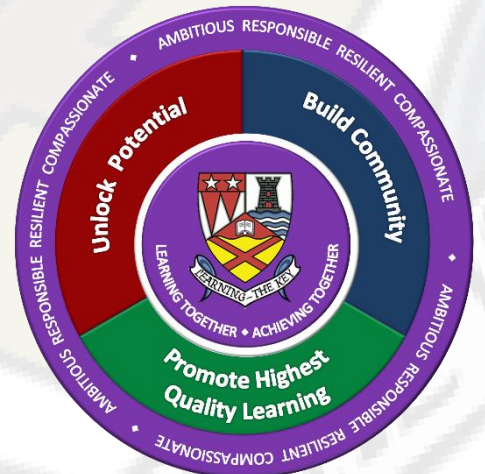 AMBITIOUS RESPONSIBLE RESILIENT COMPASSIONATE
AMBITIOUS RESPONSIBLE RESILIENT COMPASSIONATE
AMBITIOUS RESPONSIBLE RESILIENT COMPASSIONATE
Unlock Potential
Build Community
Promote Highest
Quality Learning
LEARNING TOGETHER ♦ ACHIEVING TOGETHER
LEARNING - THE KEY